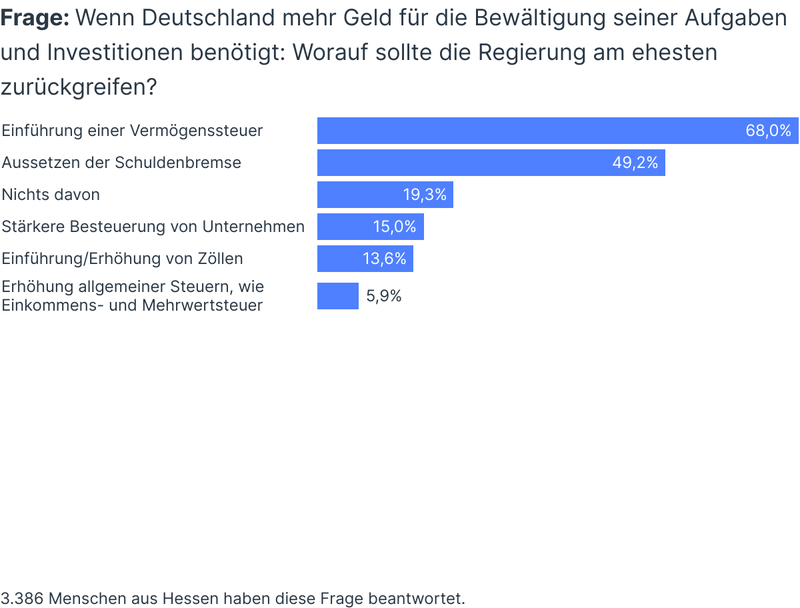 Frage: Wenn Deutschland mehr Geld für die Bewältigung seiner Aufgaben
und Investitionen benötigt: Worauf sollte die Regierung am ehesten
zurückgreifen?
Einführung einer Vermögenssteuer 68,0%
Aussetzen der Schuldenbremse 49,2%
Nichts davon 19,3%
Stärkere Besteuerung von Unternehmen 15,0%
Einführung/Erhöhung von Zöllen 13,6%
Erhöhung allgemeiner Steuern, wie
Einkommens- und Mehrwertsteuer 5,9%
3.386 Menschen aus Hessen haben diese Frage beantwortet.